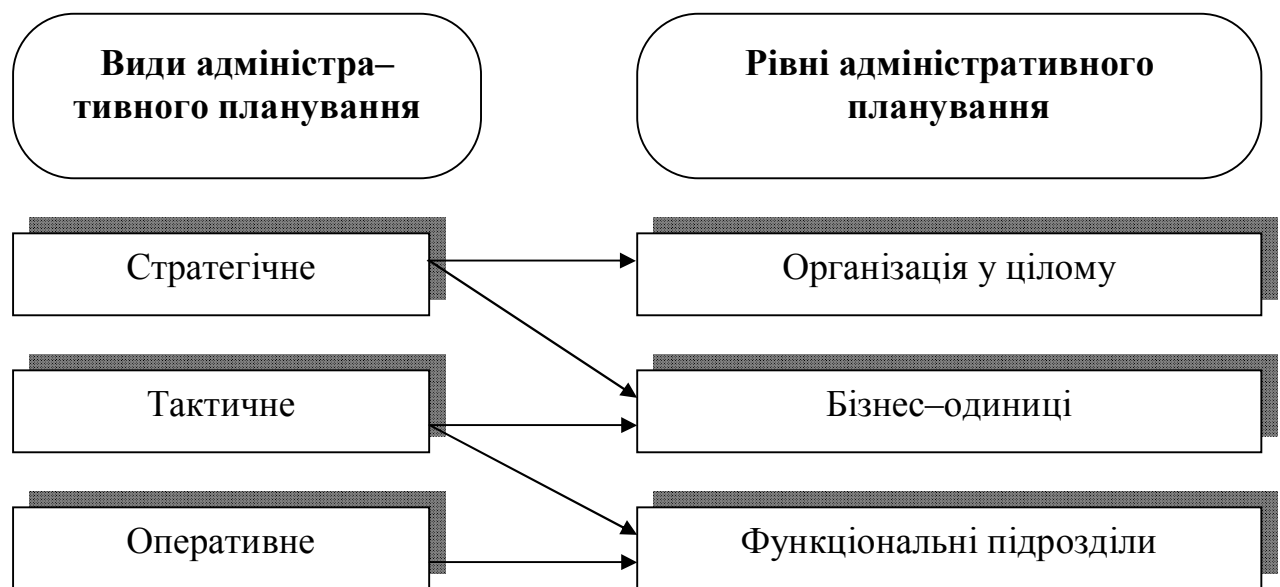 Види адміністра–
тивного планування
Рівні адміністративного
планування
Стратегічне
Організація у цілому
Тактичне
Бізнес–одиниці
Оперативне
Функціональні підрозділи